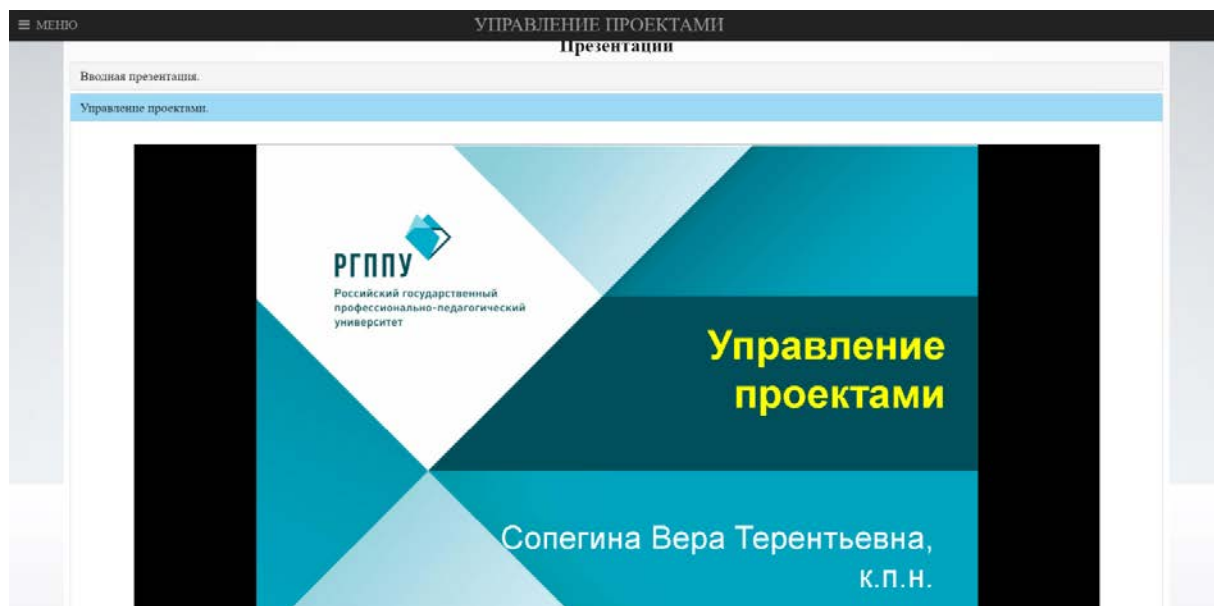 ☰ МЕНЮ
УПРАВЛЕНИЕ ПРОЕКТАМИ
Презентации
Вводная презентация.
Управление проектами.
РГППУ
Российский государственный
профессионально-педагогический
университет
Управление
проектами
Сопегина Вера Терентьевна,
к.п.н.